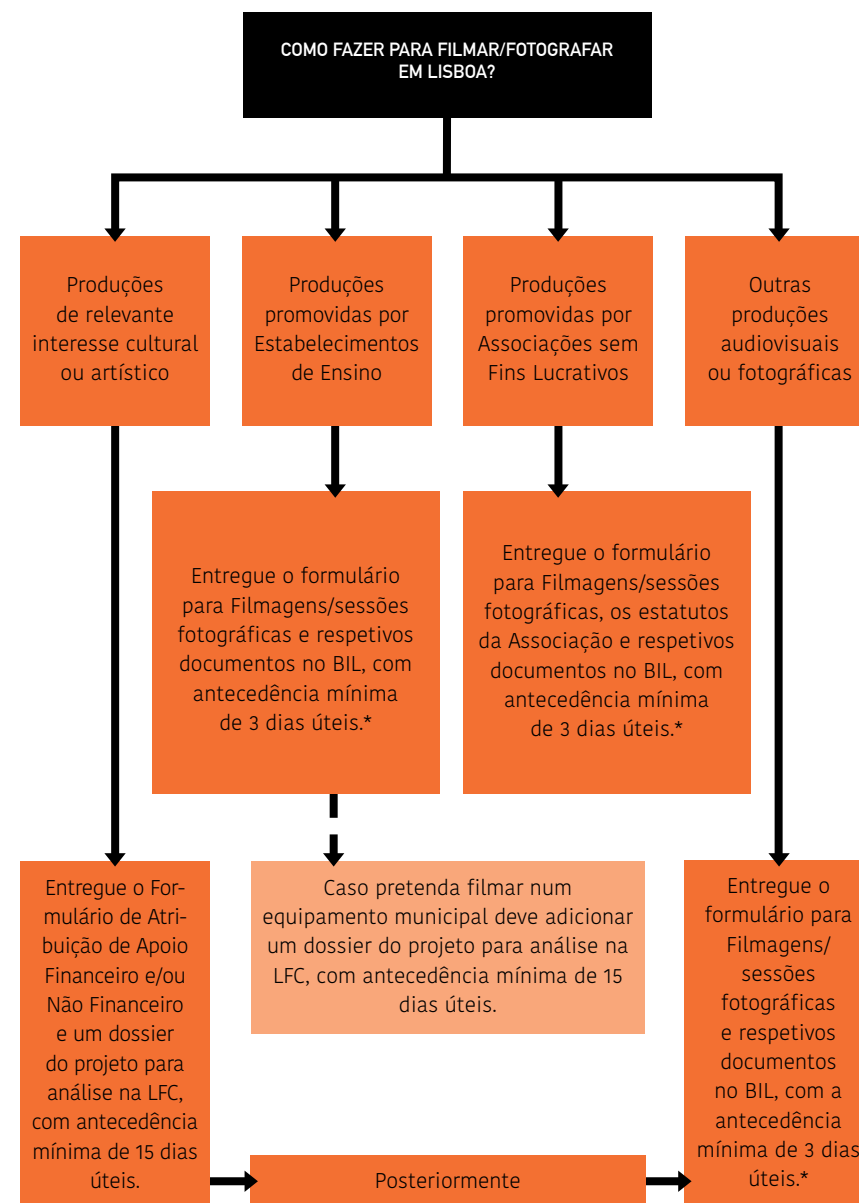 COMO FAZER PARA FILMAR/FOTOGRAFAR
EM LISBOA?
Produções
de relevante
interesse cultural
ou artístico
Produções
promovidas por
Estabelecimentos
de Ensino
Produções
promovidas por
Associações sem
Fins Lucrativos
Outras
produções
audiovisuais
ou fotográficas
Entregue o formulário
para Filmagens/sessões
fotográficas e respetivos
documentos no BIL, com
antecedência mínima
de 3 dias úteis.*
Entregue o formulário
para Filmagens/sessões
fotográficas, os estatutos
da Associação e respetivos
documentos no BIL, com
antecedência mínima
de 3 dias úteis.*
Entregue o For-
mulário de Atri-
buição de Apoio
Financeiro e/ou
Não Financeiro
e um dossier
do projeto para
análise na LFC,
com antecedência
mínima de 15 dias
úteis.
Caso pretenda filmar num
equipamento municipal deve adicionar
um dossier do projeto para análise na
LFC, com antecedência mínima de 15
dias úteis.
Posteriormente
Entregue o
formulário para
Filmagens/
sessões
fotográficas
e respetivos
documentos
no BIL, com a
antecedência
mínima de 3 dias
úteis.*